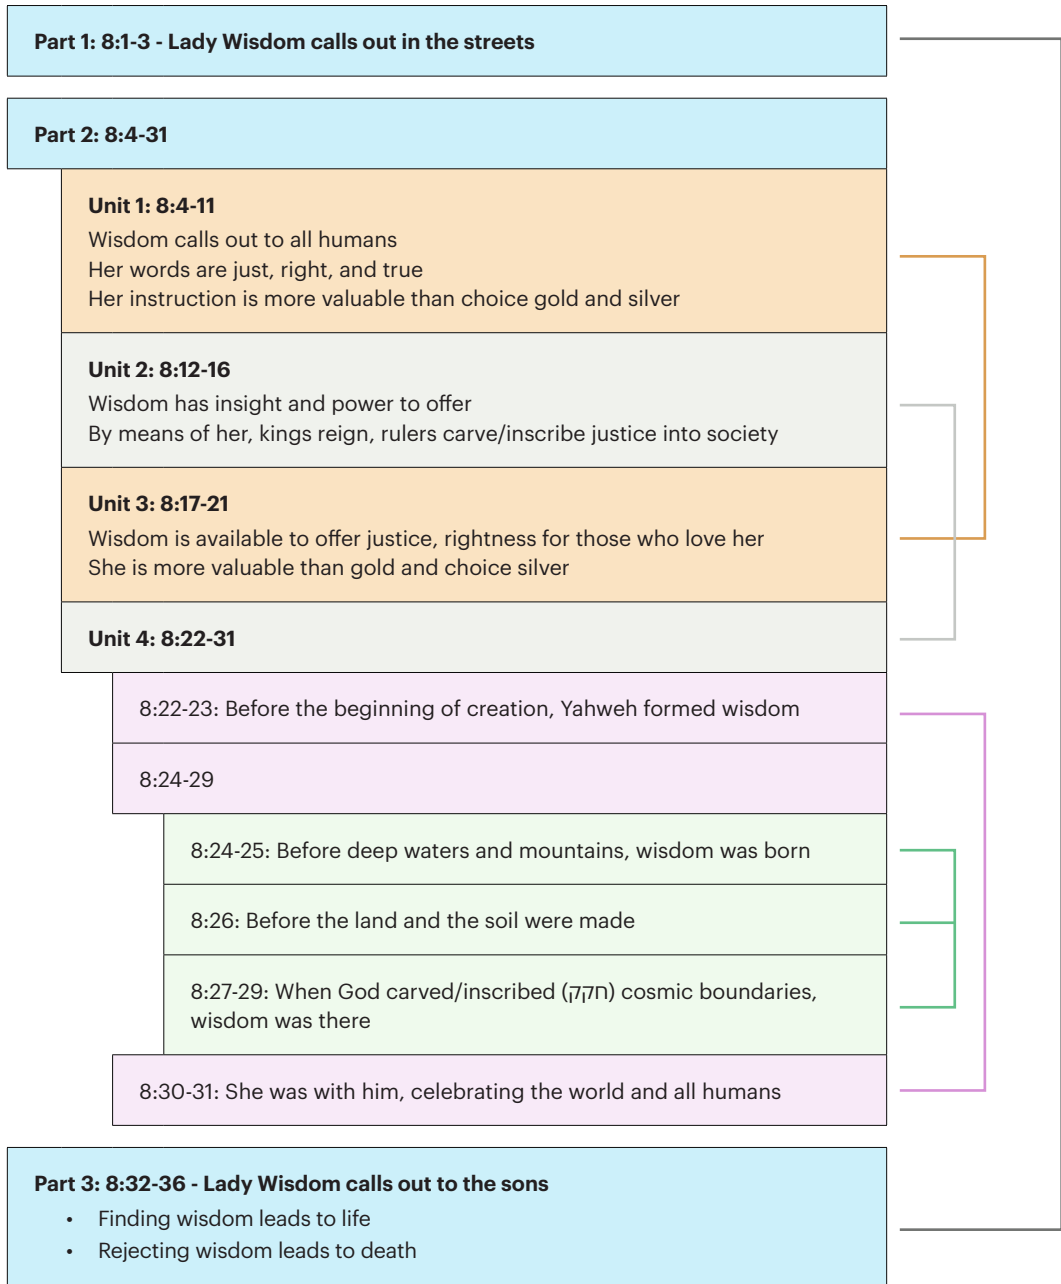 Part 1: 8:1-3 - Lady Wisdom calls out in the streets
Part 2: 8:4-31
Unit 1: 8:4-11
Wisdom calls out to all humans
Her words are just, right, and true
Her instruction is more valuable than choice gold and silver
Unit 2: 8:12-16
Wisdom has insight and power to offer
By means of her, kings reign, rulers carve/inscribe justice into society
Unit 3: 8:17-21
Wisdom is available to offer justice, rightness for those who love her
She is more valuable than gold and choice silver
Unit 4: 8:22-31
8:22-23: Before the beginning of creation, Yahweh formed wisdom
8:24-29
8:24-25: Before deep waters and mountains, wisdom was born
8:26: Before the land and the soil were made
8:27-29: When God carved/inscribed (חקק) cosmic boundaries,
wisdom was there
8:30-31: She was with him, celebrating the world and all humans
Part 3: 8:32-36 - Lady Wisdom calls out to the sons
• Finding wisdom leads to life
• Rejecting wisdom leads to death